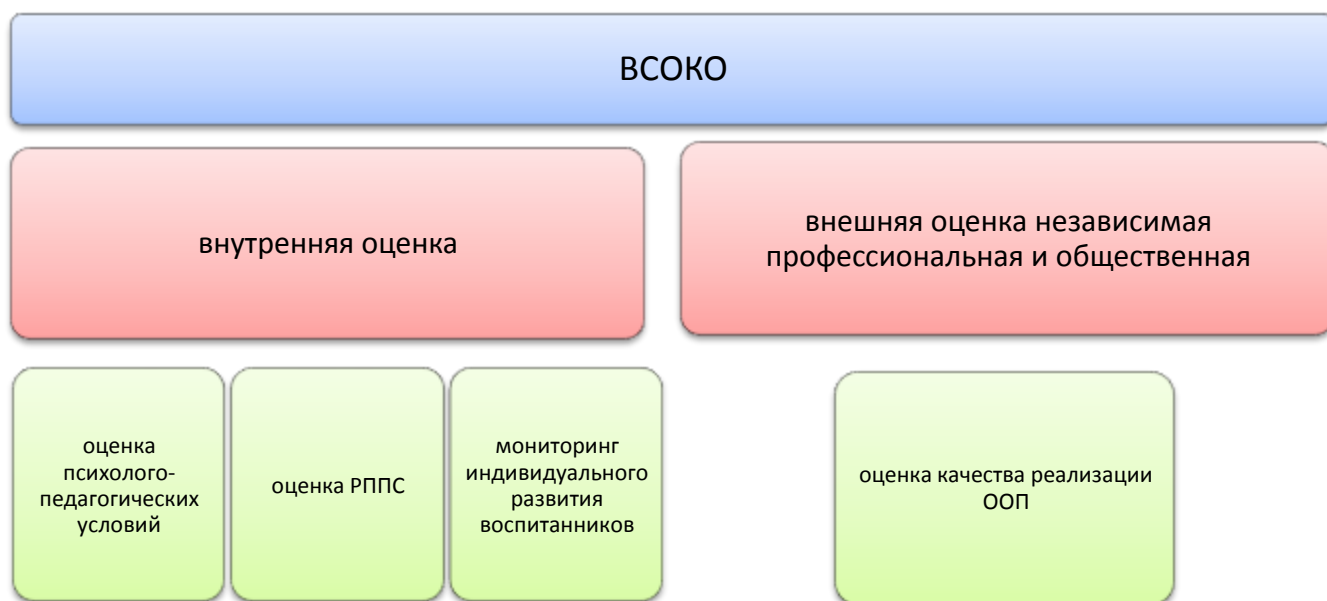 ВСОКО
внутренняя оценка
внешняя оценка независимая
профессиональная и общественная
оценка
психолого-
педагогических
условий
оценка РППС
мониторинг
индивидуального
развития
воспитанников
оценка качества реализации
ООП